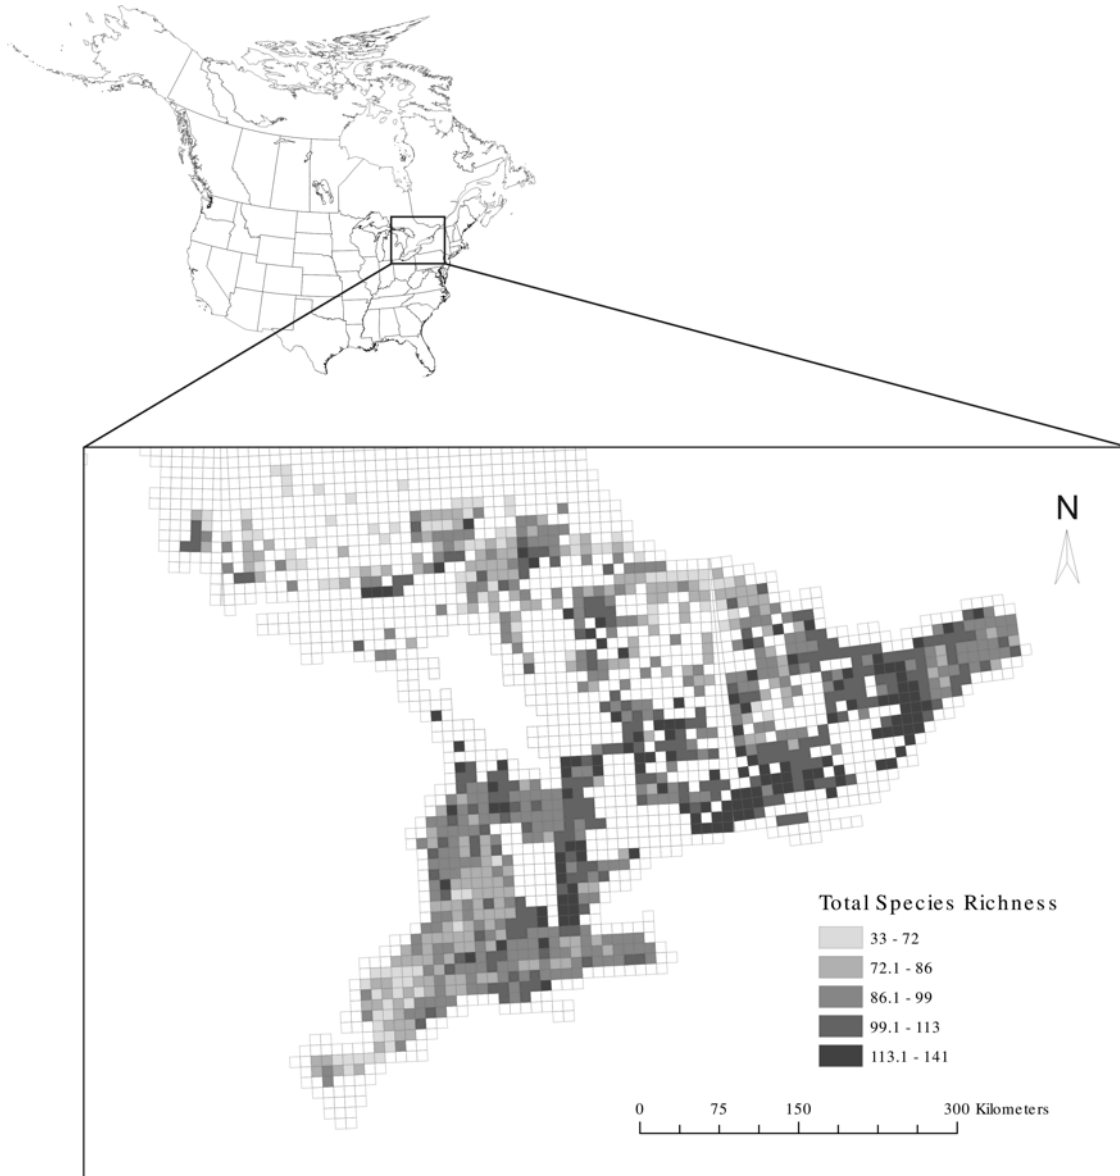 N
Total Species Richness
33 - 72
72.1 - 86
86.1 - 99
99.1 - 113
113.1 - 141
0 75 150 300 Kilometers